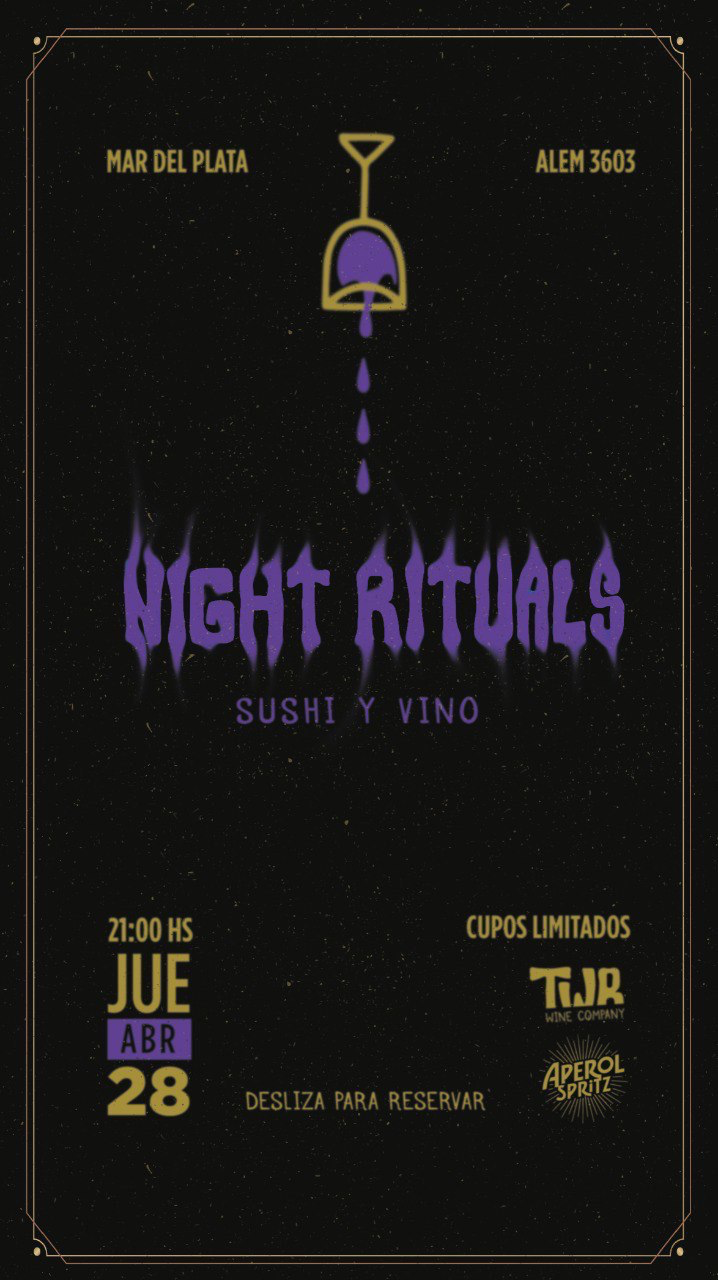 MAR DEL PLATA
ALEM 3603
NIGHT RITUALS
SUSHI Y VINO
21:00 HS
JUE
ABR
28
DESLIZA PARA RESERVAR
CUPOS LIMITADOS
TWR
WINE COMPANY
APEROL
SPRITZ